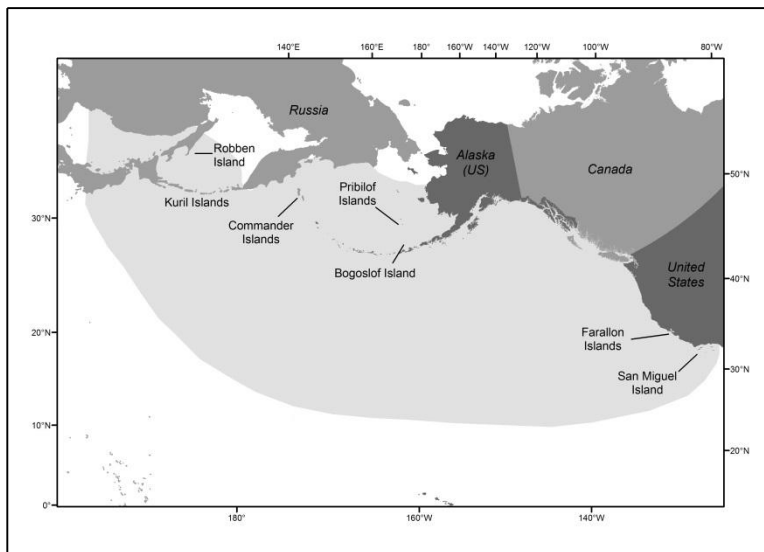 140°E 160°E 180° 160°W 140°W 120°W 100°W 80°W
Russia
Robben
Island
Alaska
(US)
Canada
50°N
Pribilof
Islands
Kuril Islands
30°N
Commander
Islands
Bogoslof Island
United
States
40°N
Farallon
Islands
20°N
San Miguel
Island
30°N
10°N
20°N
0°
180° 160°W 140°W